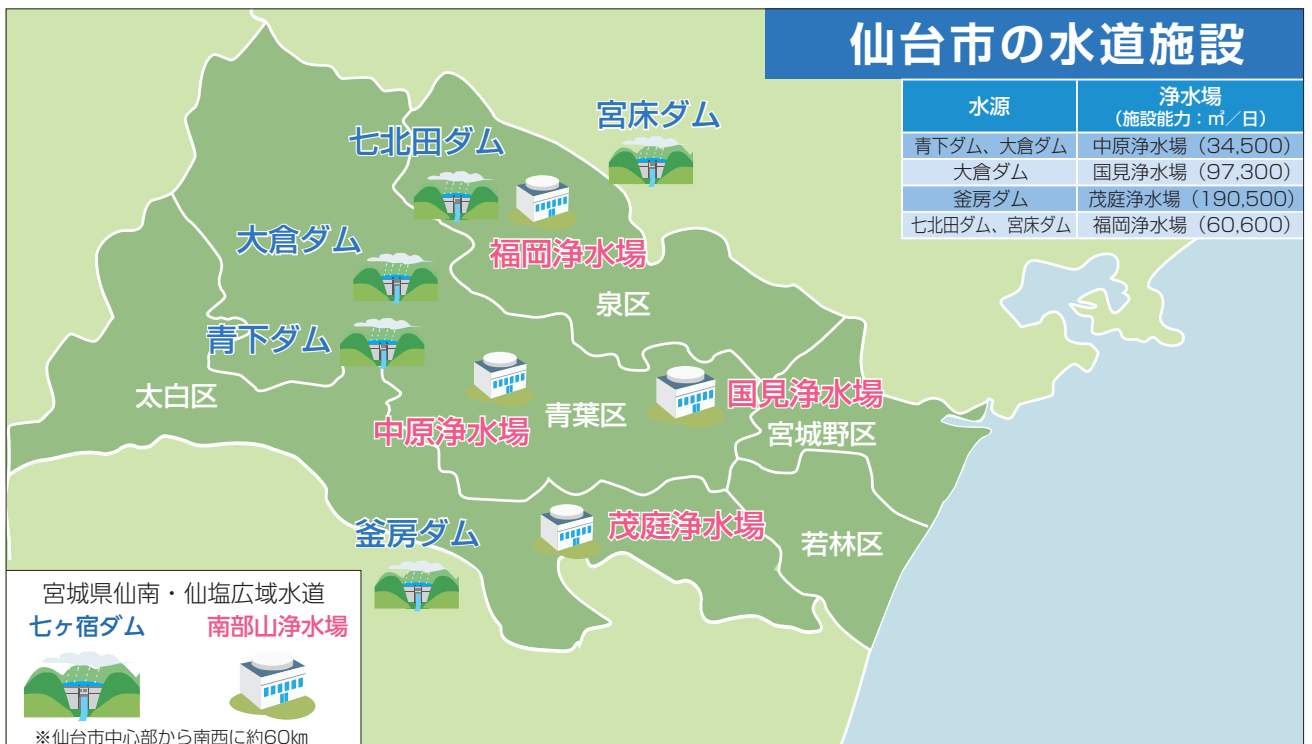 仙台市の水道施設
水源 浄水場
（施設能力：㎥／日）
青下ダム、大倉ダム 中原浄水場（34,500）
大倉ダム 国見浄水場（97,300）
釜房ダム 茂庭浄水場（190,500）
七北田ダム、宮床ダム 福岡浄水場（60,600）
宮床ダム
七北田ダム
大倉ダム
福岡浄水場
泉区
青下ダム
太白区
国見浄水場
青葉区
中原浄水場
宮城野区
釜房ダム
茂庭浄水場
若林区
宮城県仙南・仙塩広域水道
七ヶ宿ダム 南部山浄水場
※仙台市中心部から南西に約60㎞